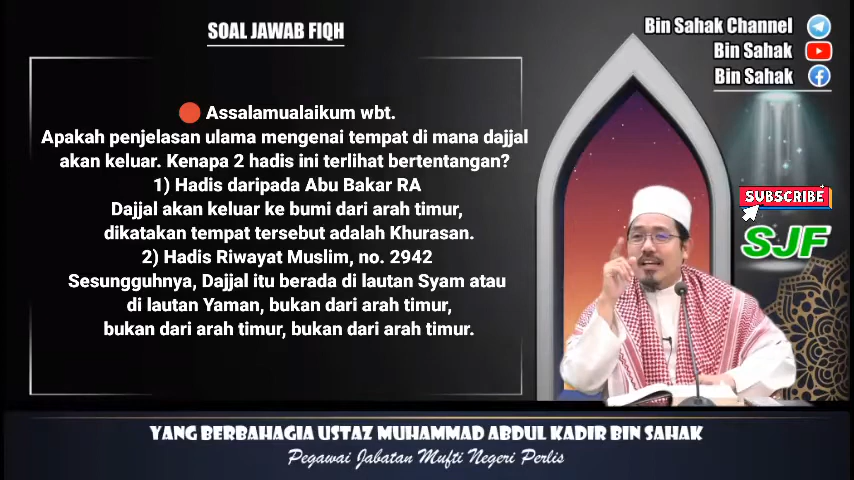 SOAL JAWAB FIQH
Bin Sahak Channel
Bin Sahak
Bin Sahak
Assalamualaikum wbt.
Apakah penjelasan ulama mengenai tempat di mana dajjal
akan keluar. Kenapa 2 hadis ini terlihat bertentangan?
1) Hadis daripada Abu Bakar RA
Dajjal akan keluar ke bumi dari arah timur,
dikatakan tempat tersebut adalah Khurasan.
2) Hadis Riwayat Muslim, no. 2942
Sesungguhnya, Dajjal itu berada di lautan Syam atau
di lautan Yaman, bukan dari arah timur,
bukan dari arah timur, bukan dari arah timur.
SUBSCRIBE
SJF
YANG BERBAHAGIA USTAZ MUHAMMAD ABDUL KADIR BIN SAHAK
Pegawai Jabatan Mufti Negeri Perlis